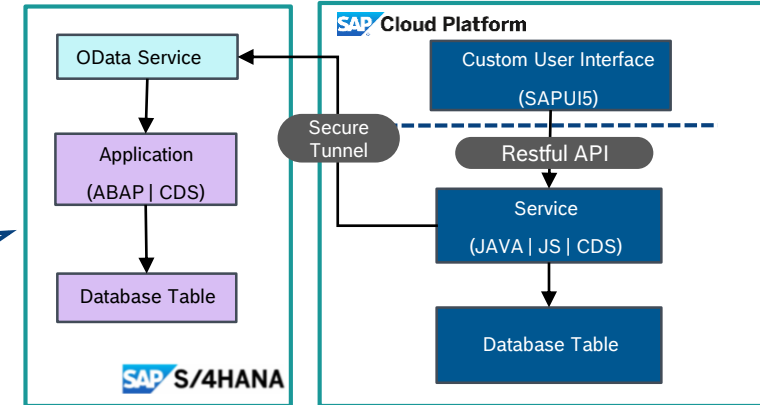 OData Service
Application
(ABAP | CDS)
Database Table
SAP S/4HANA
Secure
Tunnel
SAP Cloud Platform
Custom User Interface
(SAPUI5)
Restful API
Service
(JAVA | JS | CDS)
Database Table